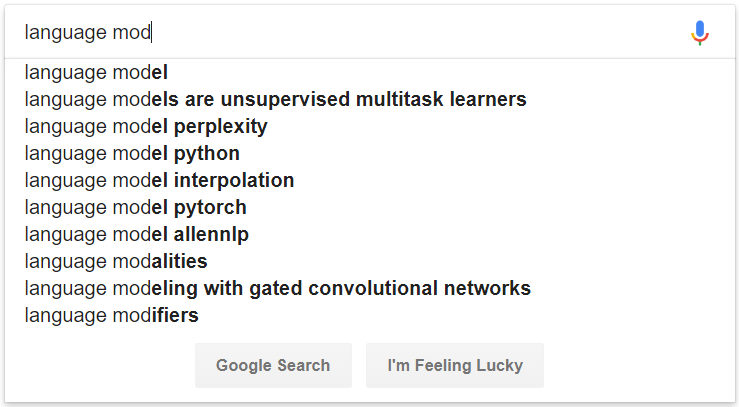 language mod
language model
language models are unsupervised multitask learners
language model perplexity
language model python
language model interpolation
language model pytorch
language model allennlp
language modalities
language modeling with gated convolutional networks
language modifiers
Google Search I'm Feeling Lucky